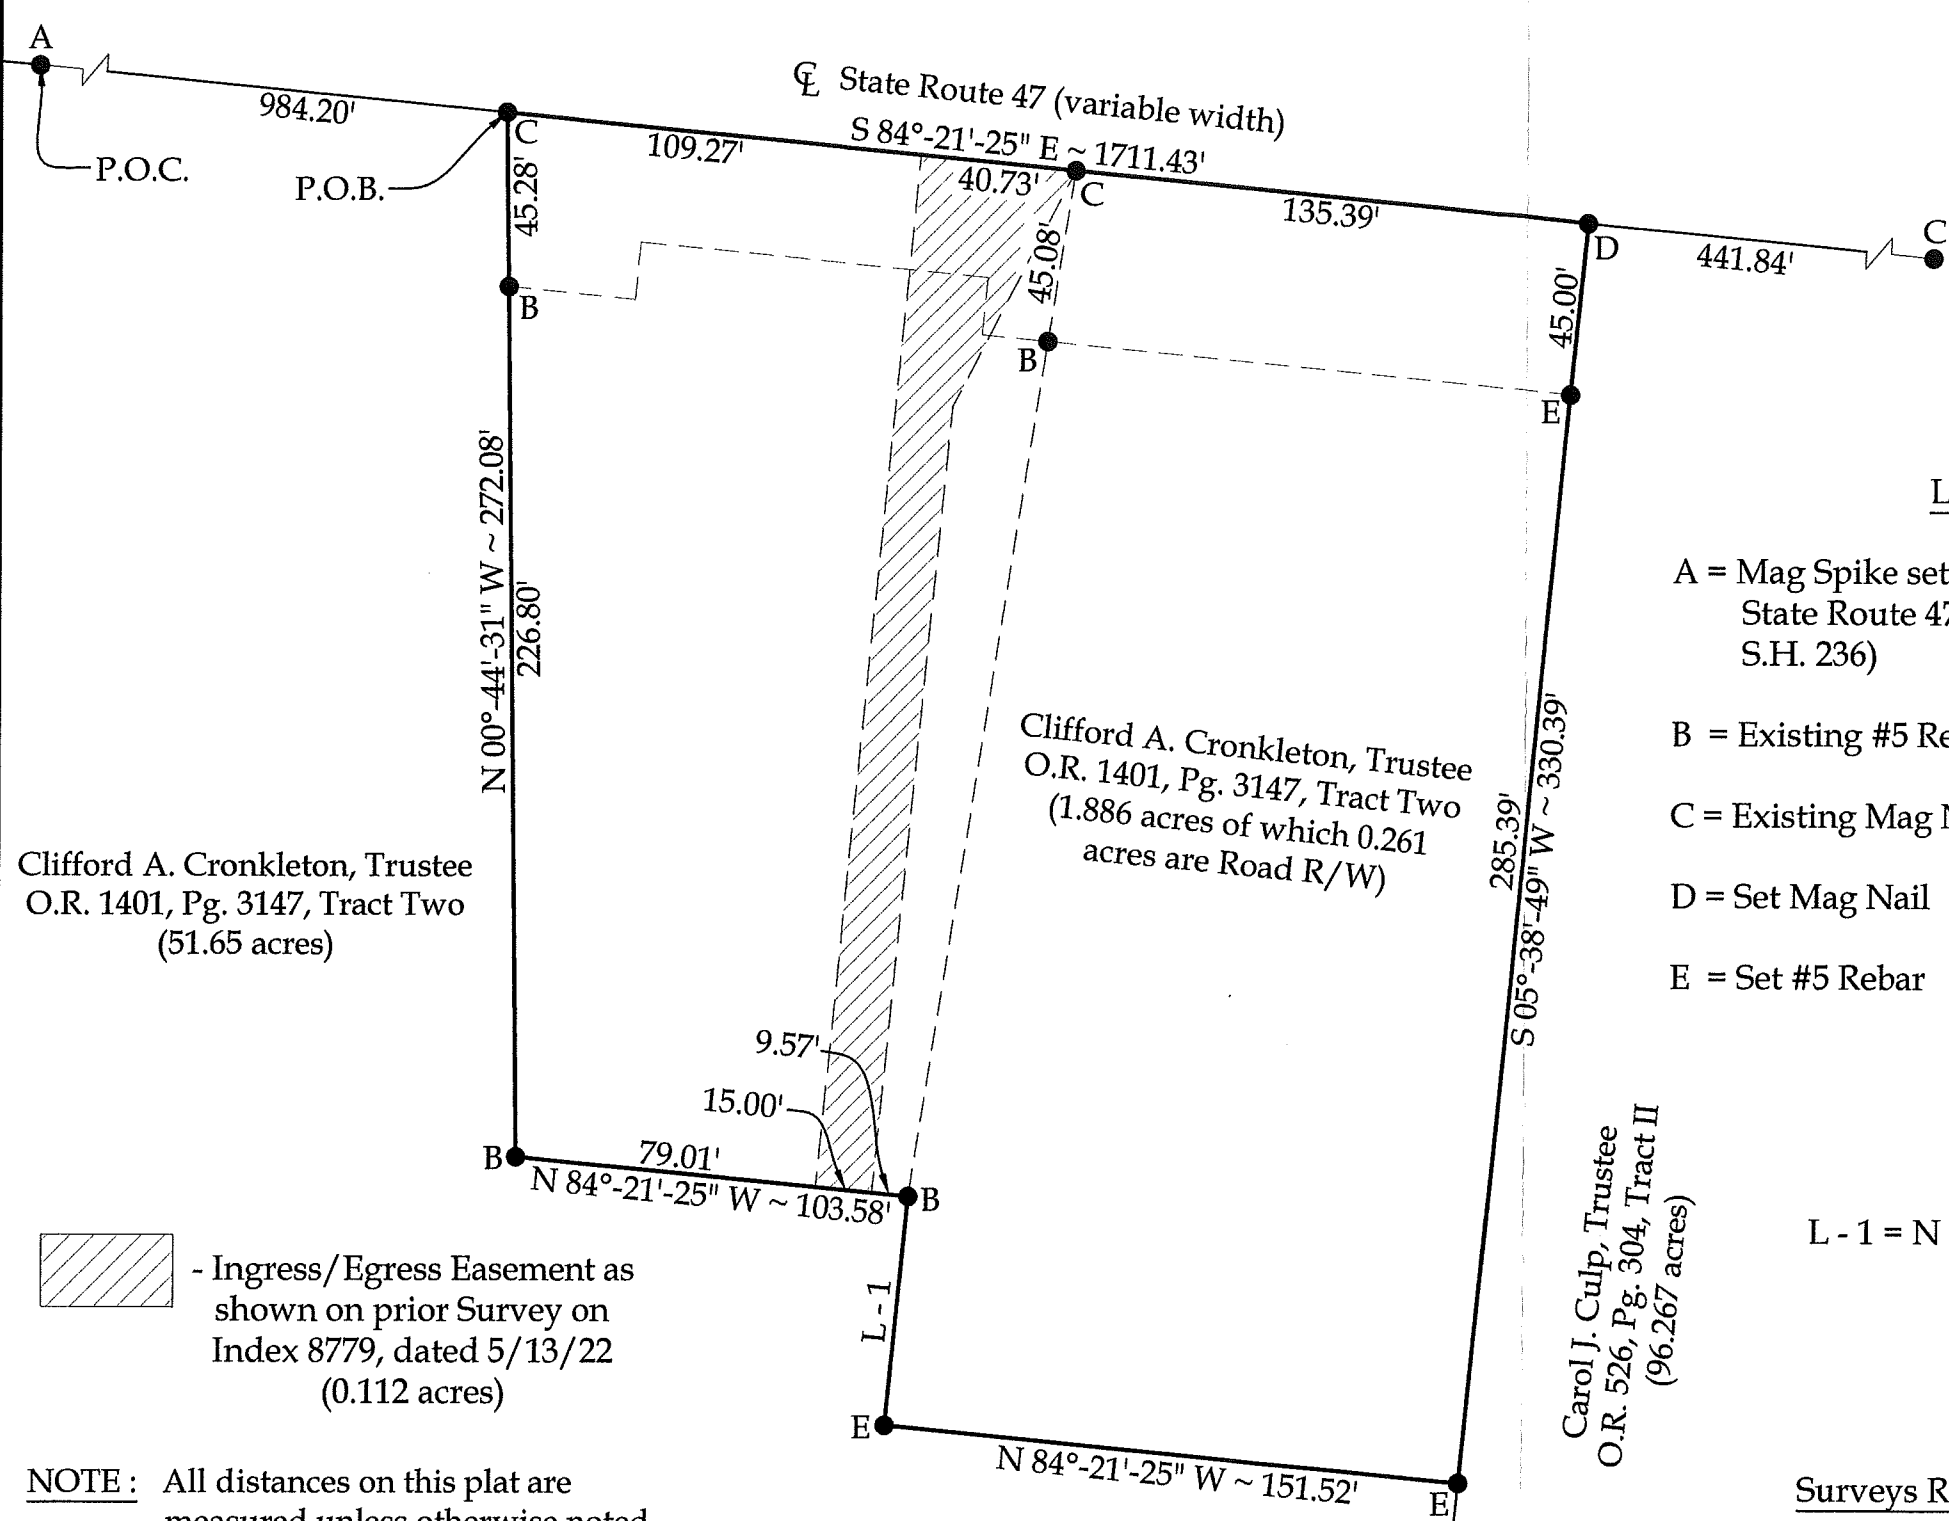 A
℄ State Route 47 (variable width)
984.20'
C
S 84°-21'-25" E ~ 1711.43'
109.27'
P.O.C.
P.O.B.
45.28'
40.73'
C
135.39'
D
441.84'
C
45.08'
45.00'
B
B
E
N 00°-44'-31" W ~ 272.08'
226.80'
A = Mag Spike set
State Route 47
S.H. 236)
B = Existing #5 Re
C = Existing Mag N
D = Set Mag Nail
E = Set #5 Rebar
Clifford A. Cronkleton, Trustee
O.R. 1401, Pg. 3147, Tract Two
(1.886 acres of which 0.261
acres are Road R/W)
285.39'
S 05°-38'-49" W ~ 330.39'
Clifford A. Cronkleton, Trustee
O.R. 1401, Pg. 3147, Tract Two
(51.65 acres)
9.57'
15.00'
B
79.01'
N 84°-21'-25" W ~ 103.58'
B
Carol J. Culp, Trustee
O.R. 526, Pg. 304, Tract II
(96.267 acres)
L - 1 = N
- Ingress/Egress Easement as
shown on prior Survey on
Index 8779, dated 5/13/22
(0.112 acres)
L - 1
E
N 84°-21'-25" W ~ 151.52'
E
NOTE : All distances on this plat are
measured unless otherwise noted
Surveys R